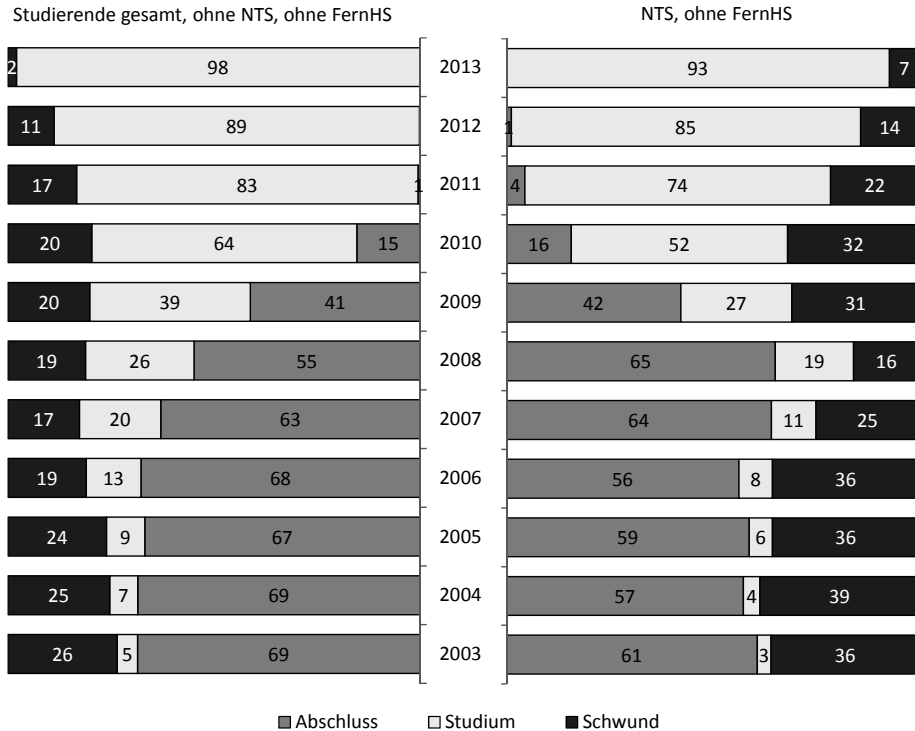 Studierende gesamt, ohne NTS, ohne FernHS NTS, ohne FernHS
2 98 2013 93 7
11 89 2012 1 85 14
17 83 1 2011 4 74 22
20 64 15 2010 16 52 32
20 39 41 2009 42 27 31
19 26 55 2008 65 19 16
17 20 63 2007 64 11 25
19 13 68 2006 56 8 36
24 9 67 2005 59 6 36
25 7 69 2004 57 4 39
26 5 69 2003 61 3 36
Abschluss Studium Schwund